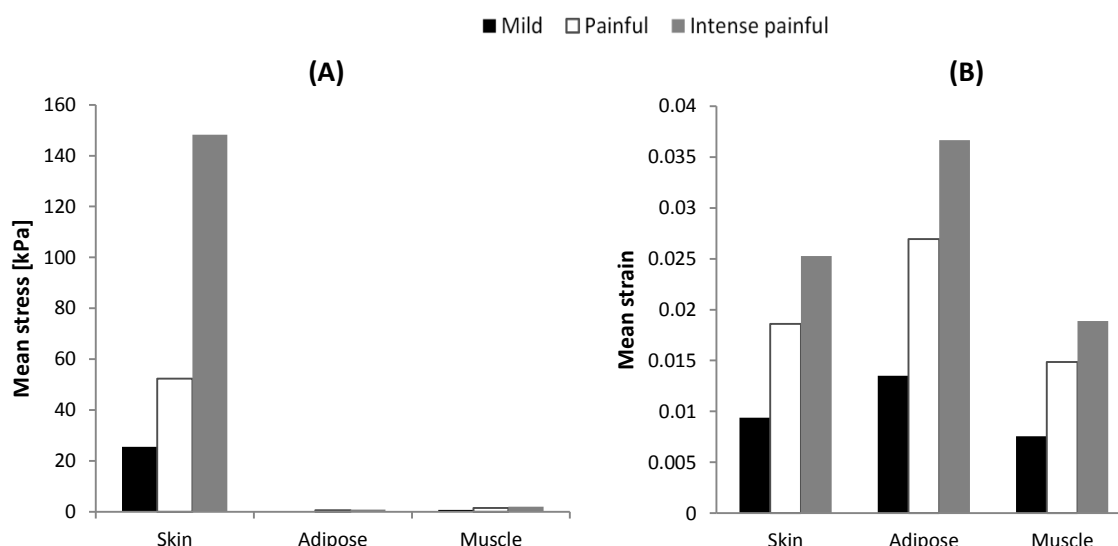 Mild Painful Intense painful
(A)
Mean stress [kPa]
160
140
120
100
80
60
40
20
0
Skin Adipose Muscle
(B)
Mean strain
0.04
0.035
0.03
0.025
0.02
0.015
0.01
0.005
0
Skin Adipose Muscle